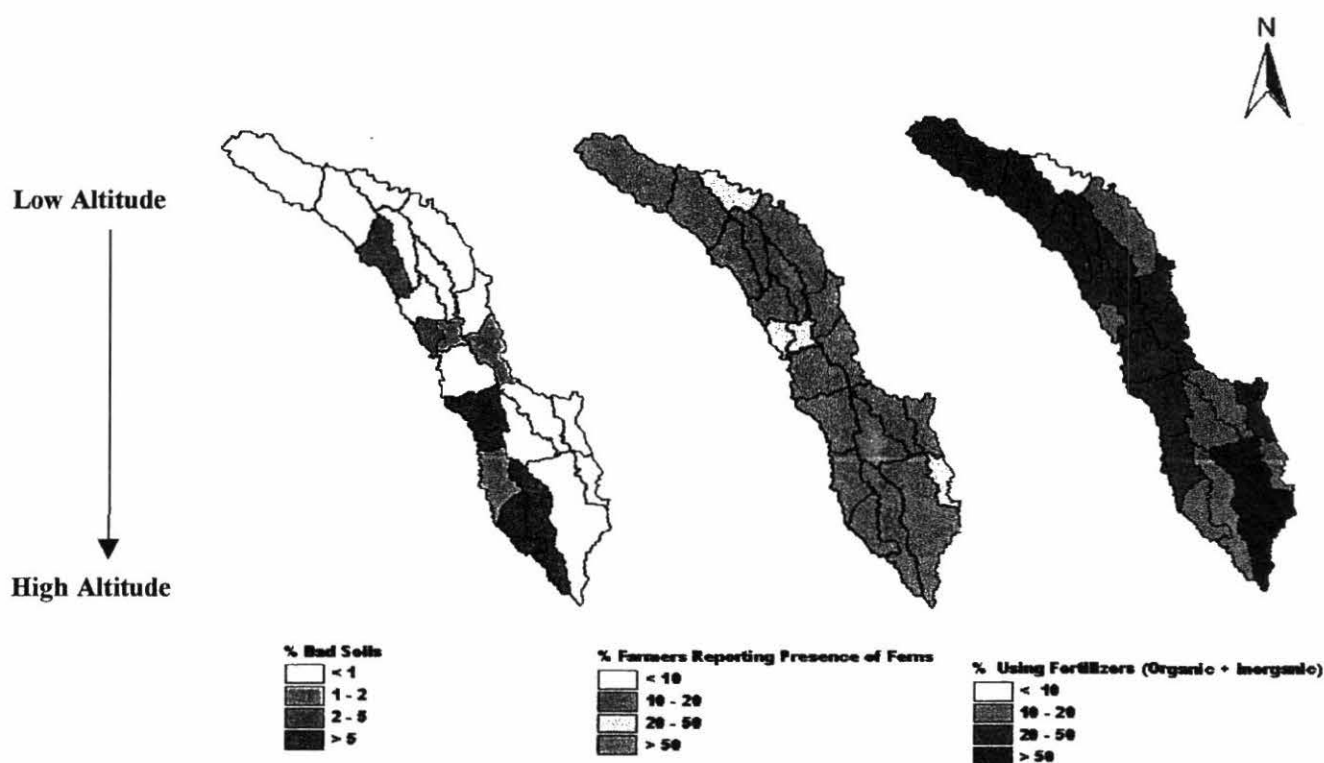 N
Low Altitude
High Altitude
% Bad Soils
< 1
1 - 2
2 - 5
> 5
% Farmers Reporting Presence of Ferns
< 10
10 - 20
20 - 50
> 50
% Using Fertilizers (Organic + Inorganic)
< 10
10 - 20
20 - 50
> 50